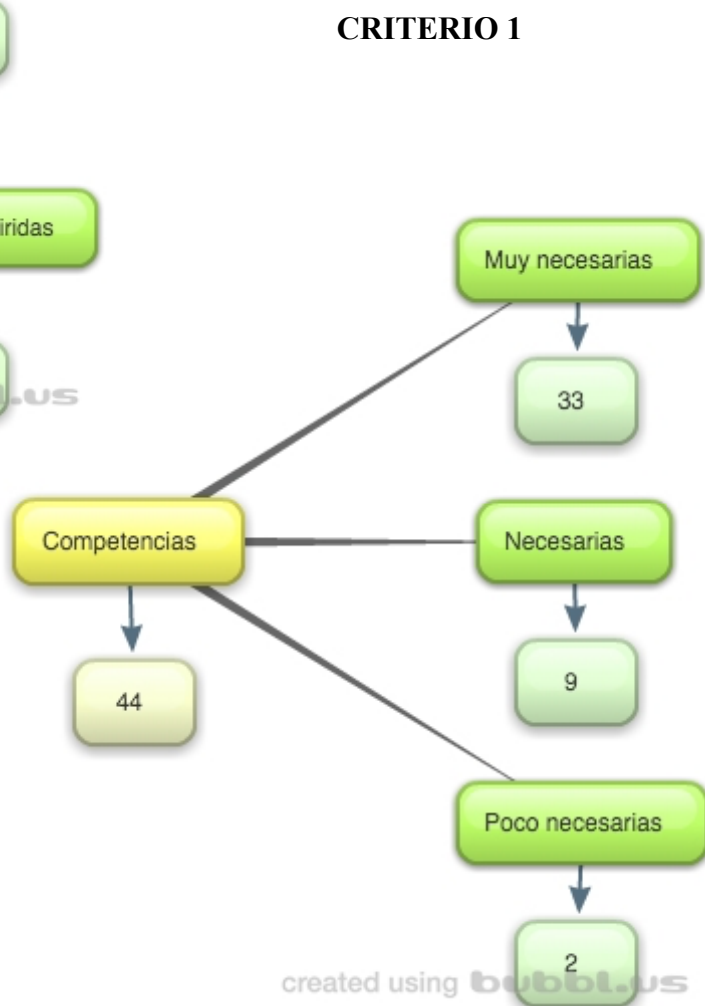 CRITERIO 1
Muy necesarias
33
Competencias
44
Necesarias
9
Poco necesarias
2
created using bubbl.us